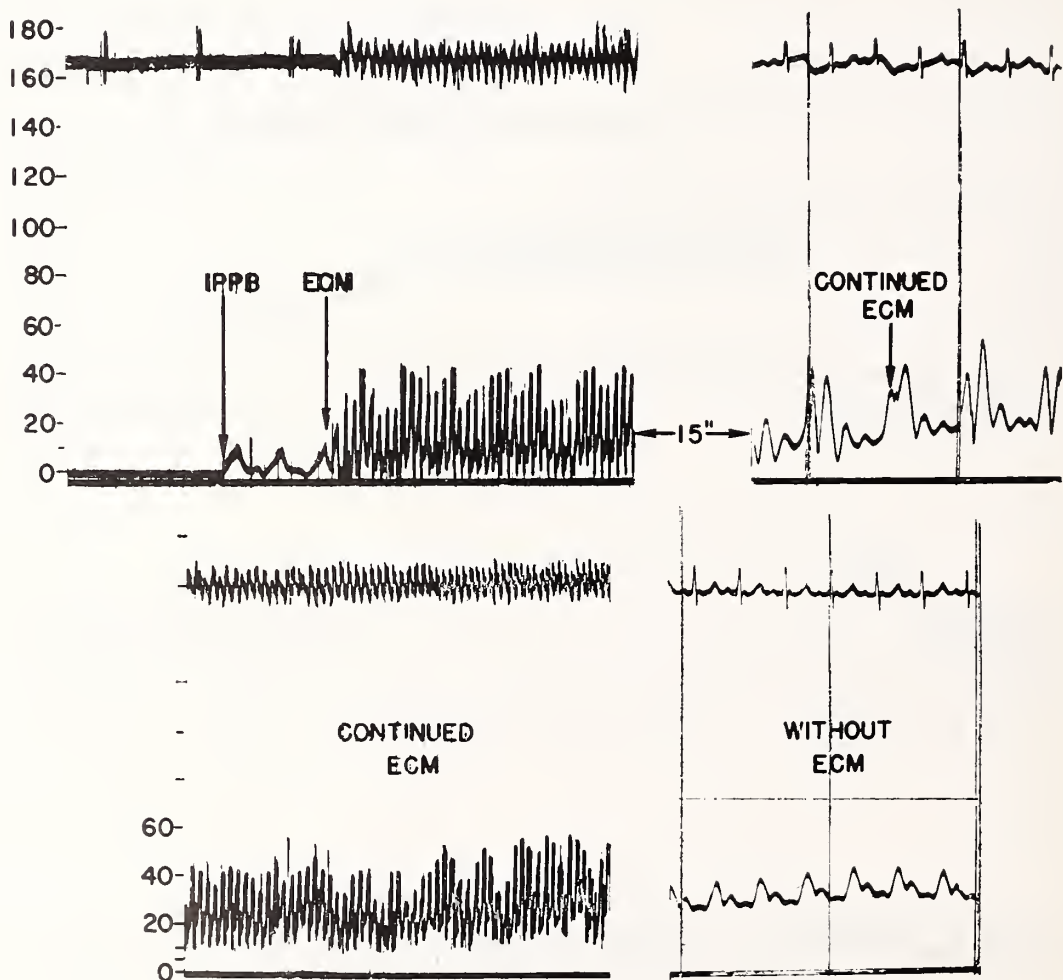 180-
160-
140-
120-
100-
80-
60-
40-
20-
0-
IPPB
ECM
CONTINUED
ECM
15"
CONTINUED
ECM
60-
40-
20-
0-
WITHOUT
ECM